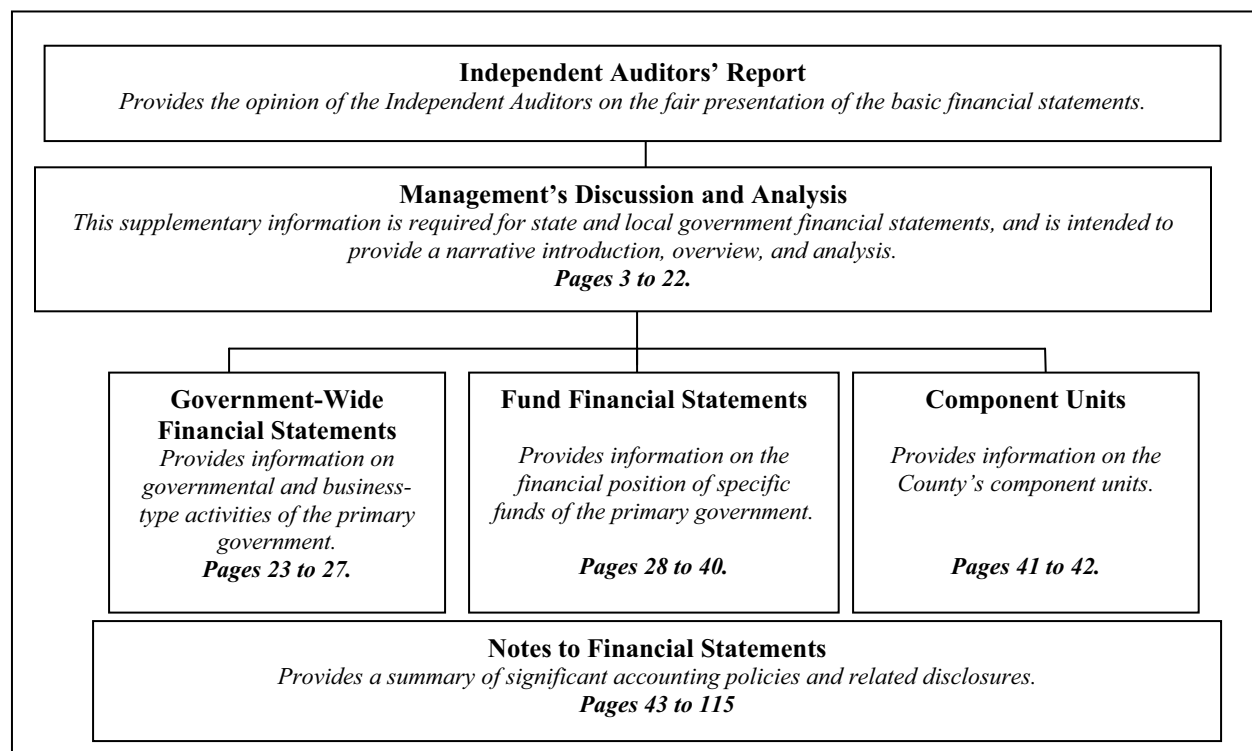 Independent Auditors’ Report
Provides the opinion of the Independent Auditors on the fair presentation of the basic financial statements.
Management’s Discussion and Analysis
This supplementary information is required for state and local government financial statements, and is intended to
provide a narrative introduction, overview, and analysis.
Pages 3 to 22.
Government-Wide
Financial Statements
Provides information on
governmental and business-
type activities of the primary
government.
Pages 23 to 27.
Fund Financial Statements
Provides information on the
financial position of specific
funds of the primary government.
Pages 28 to 40.
Component Units
Provides information on the
County’s component units.
Pages 41 to 42.
Notes to Financial Statements
Provides a summary of significant accounting policies and related disclosures.
Pages 43 to 115